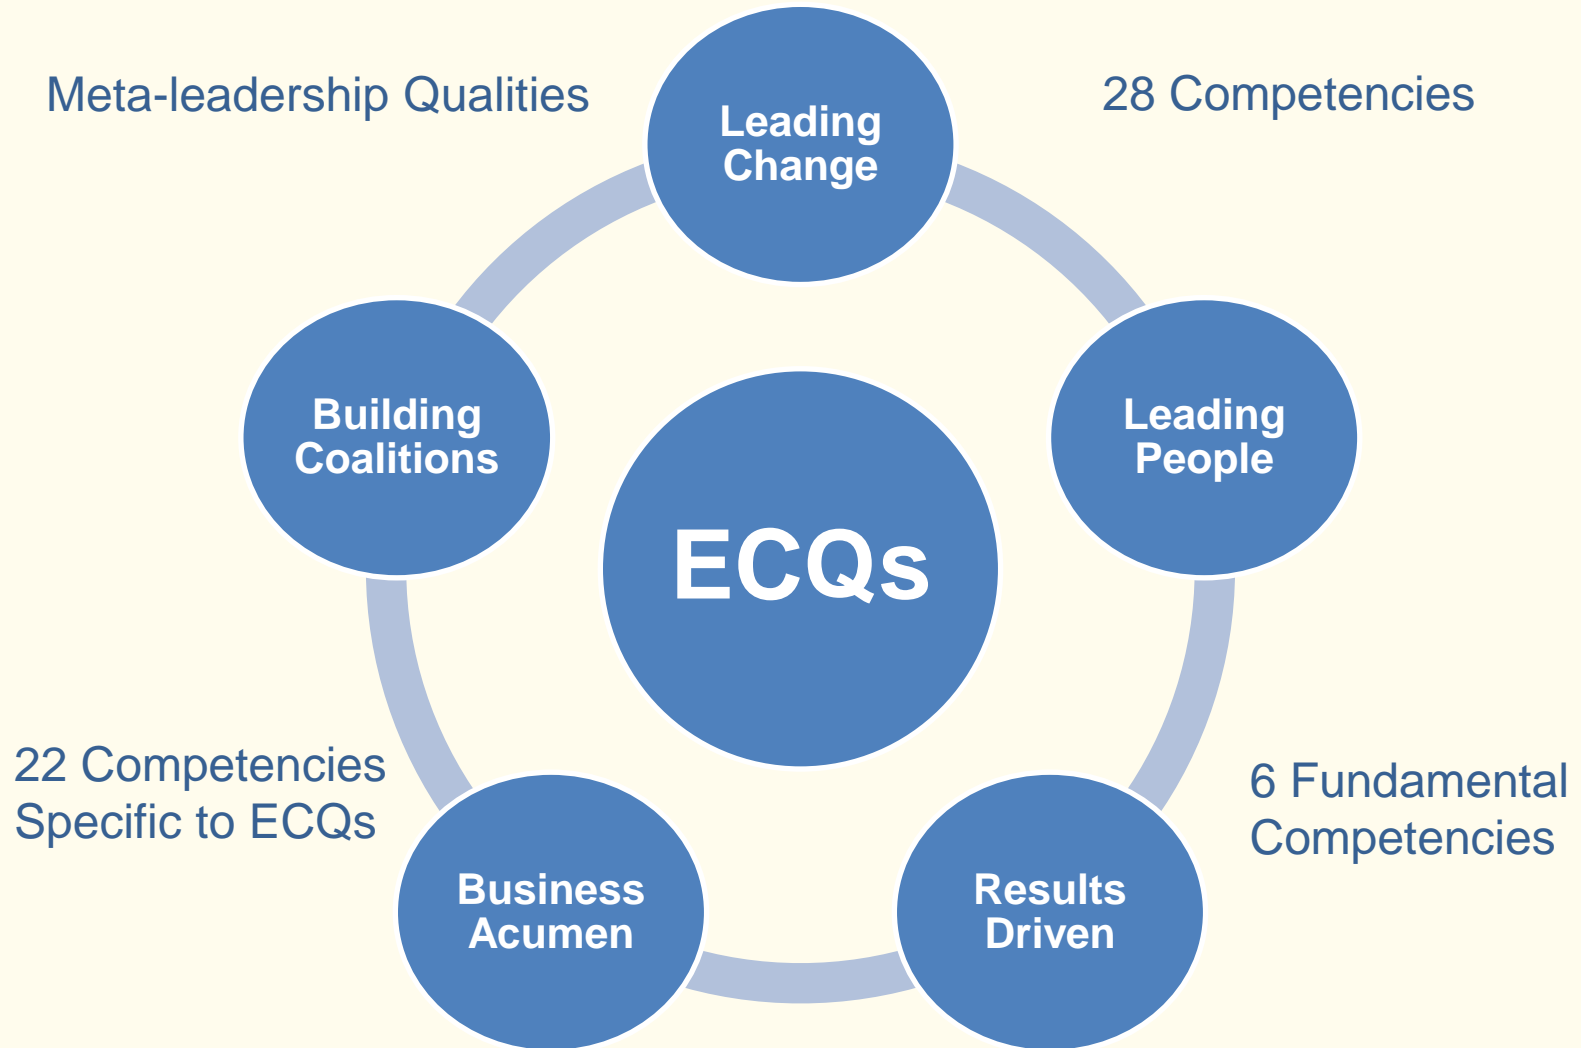 Meta-leadership Qualities
28 Competencies
Leading
Change
Building
Coalitions
Leading
People
ECQs
22 Competencies
Specific to ECQs
6 Fundamental
Competencies
Business
Acumen
Results
Driven